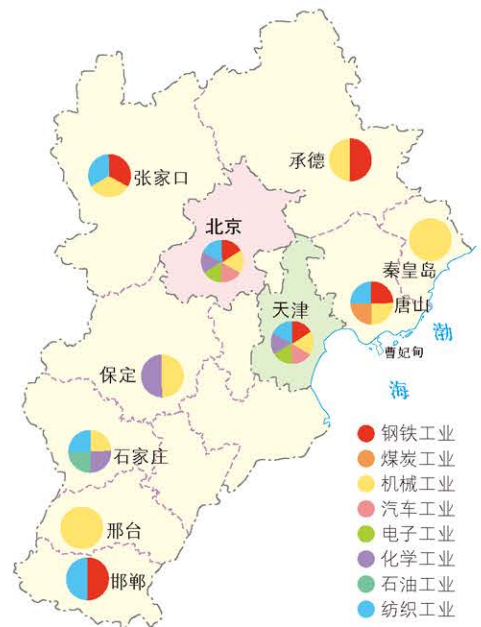 承德
张家口
北京
秦皇岛
唐山
天津
渤
曹妃甸
保定
海
石家庄
邢台
邯郸
钢铁工业
煤炭工业
机械工业
汽车工业
电子工业
化学工业
石油工业
纺织工业